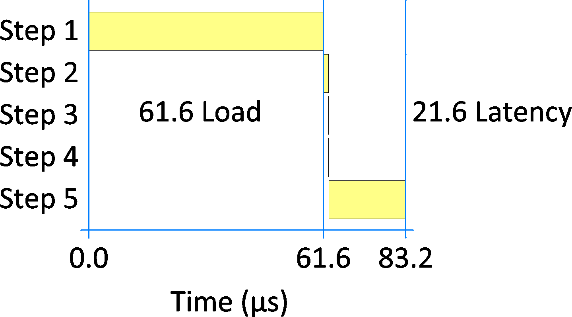 Step 1
Step 2
Step 3
61.6 Load
21.6 Latency
Step 4
Step 5
0.0
61.6
83.2
Time (µs)